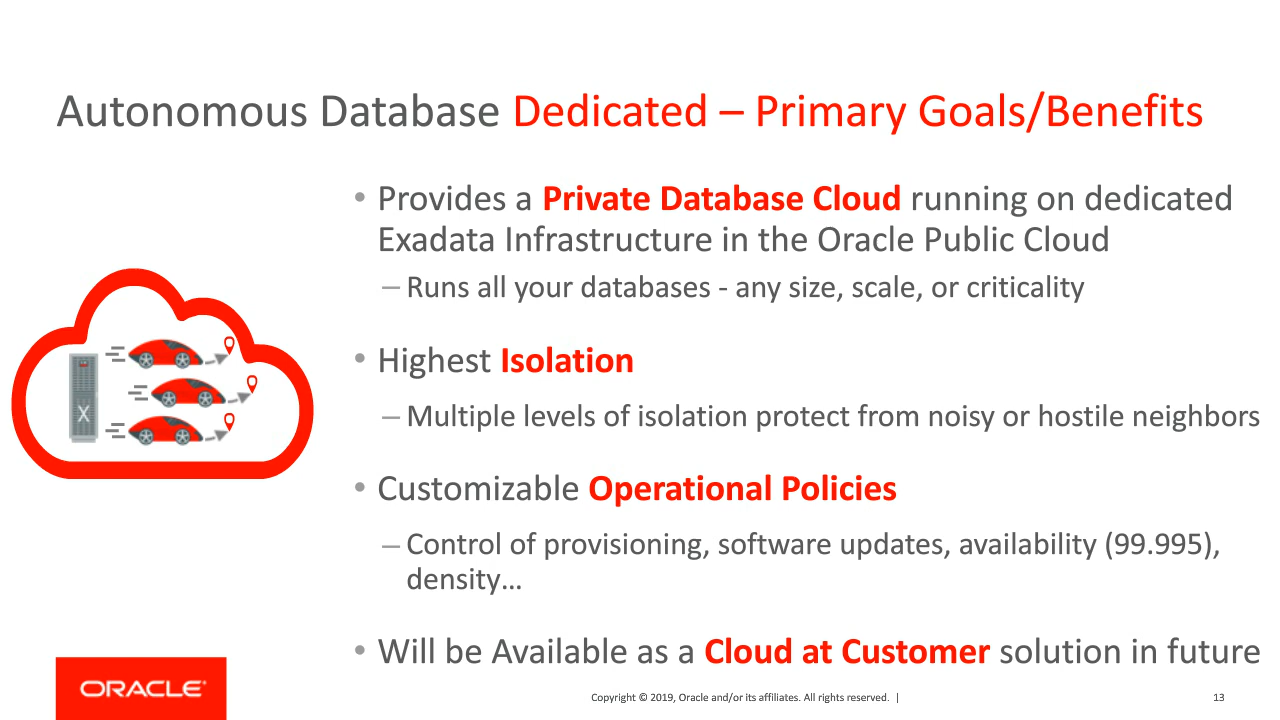 Autonomous Database Dedicated – Primary Goals/Benefits
• Provides a Private Database Cloud running on dedicated
Exadata Infrastructure in the Oracle Public Cloud
– Runs all your databases - any size, scale, or criticality
• Highest Isolation
– Multiple levels of isolation protect from noisy or hostile neighbors
• Customizable Operational Policies
– Control of provisioning, software updates, availability (99.995),
density…
• Will be Available as a Cloud at Customer solution in future
X
ORACLE®
Copyright © 2019, Oracle and/or its affiliates. All rights reserved. |
13